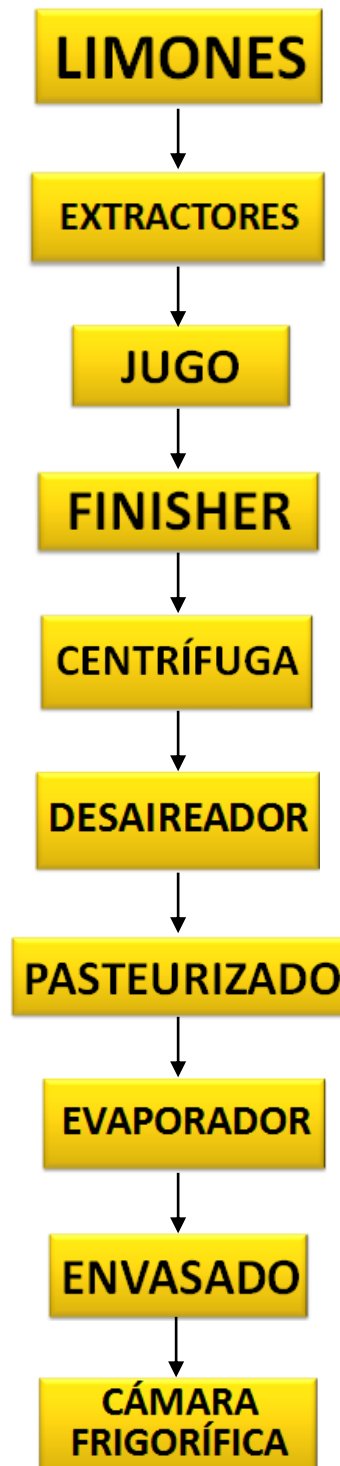 LIMONES
EXTRACTORES
JUGO
FINISHER
CENTRÍFUGA
DESAIREADOR
PASTEURIZADO
EVAPORADOR
ENVASADO
CÁMARA
FRIGORÍFICA